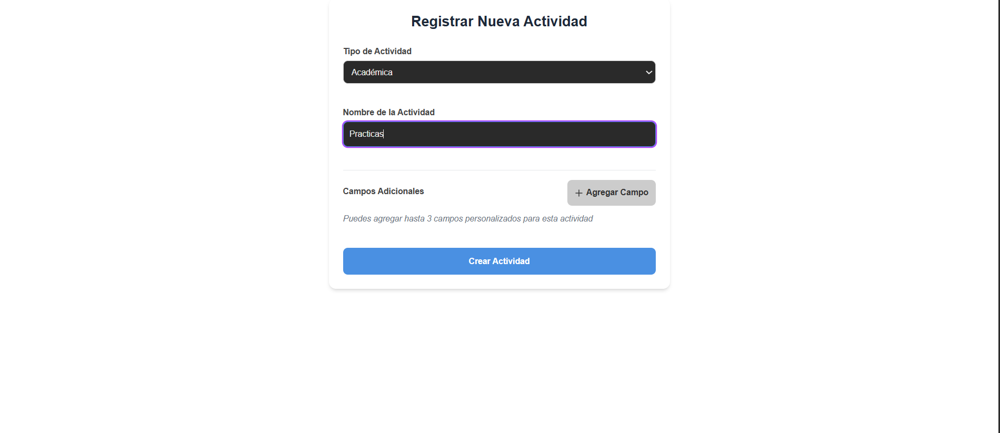 Registrar Nueva Actividad
Tipo de Actividad
Académica
Nombre de la Actividad
Practicas
Campos Adicionales
+ Agregar Campo
Puedes agregar hasta 3 campos personalizados para esta actividad
Crear Actividad